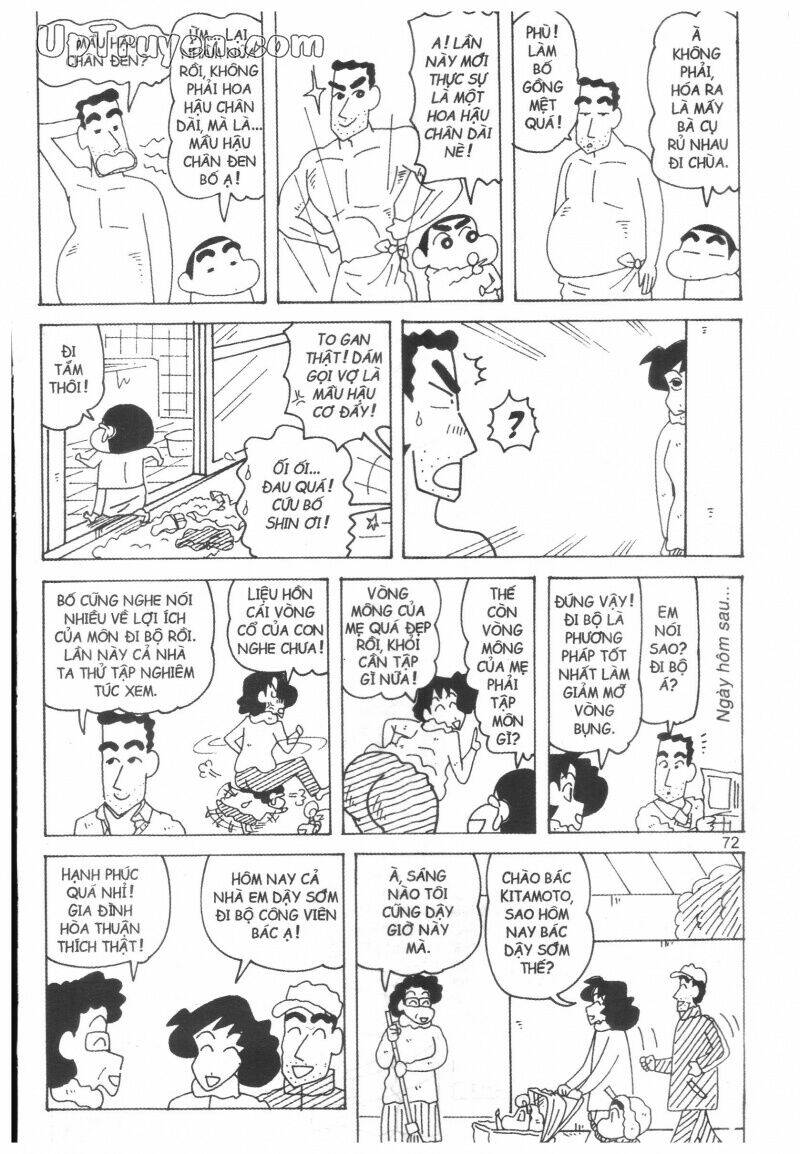 UpTruyen.com
À
KHÔNG
PHẢI,
HÓA RA
LÀ MẤY
BÀ CỤ
RỦ NHAU
ĐI CHÙA.
PHÙ!
LÀM
BỐ
GỒNG
MỆT
QUÁ!
A! LẦN
NÀY MỚI
THỰC SỰ
LÀ MỘT
HOA HẬU
CHÂN DÀI
NÈ!
ỪM... LẠI
NHẦM NỮA
RỒI, KHÔNG
PHẢI HOA
HẬU CHÂN
DÀI, MÀ LÀ...
MẪU HẬU
CHÂN ĐEN
BỐ Ạ!
MẪU HẬU
CHÂN ĐEN?
?
TO GAN
THẬT! DÁM
GỌI VỢ LÀ
MẪU HẬU
CƠ ĐẤY!
ỐI ỐI...
ĐAU QUÁ!
CỨU BỐ
SHIN ƠI!
ĐI
TẮM
THÔI!
Ngày hôm sau...
EM
NÓI
SAO?
ĐI BỘ
Á?
ĐÚNG VẬY!
ĐI BỘ LÀ
PHƯƠNG
PHÁP TỐT
NHẤT LÀM
GIẢM MỠ
VÒNG
BỤNG.
THẾ
CÒN
VÒNG
MÔNG
CỦA MẸ
PHẢI
TẬP
MÔN
GÌ?
VÒNG
MÔNG CỦA
MẸ QUÁ ĐẸP
RỒI, KHỎI
CẦN TẬP
GÌ NỮA!
LIỆU HỒN
CÁI VÒNG
CỔ CỦA CON
NGHE CHƯA!
BỐ CŨNG NGHE NÓI
NHIỀU VỀ LỢI ÍCH
CỦA MÔN ĐI BỘ RỒI.
LẦN NÀY CẢ NHÀ
TA THỬ TẬP NGHIÊM
TÚC XEM.
72
CHÀO BÁC
KITAMOTO,
SAO HÔM
NAY BÁC
DẬY SỚM
THẾ?
À, SÁNG
NÀO TÔI
CŨNG DẬY
GIỜ NÀY
MÀ.
HÔM NAY CẢ
NHÀ EM DẬY SỚM
ĐI BỘ CÔNG VIÊN
BÁC Ạ!
HẠNH PHÚC
QUÁ NHỈ!
GIA ĐÌNH
HÒA THUẬN
THÍCH THẬT!